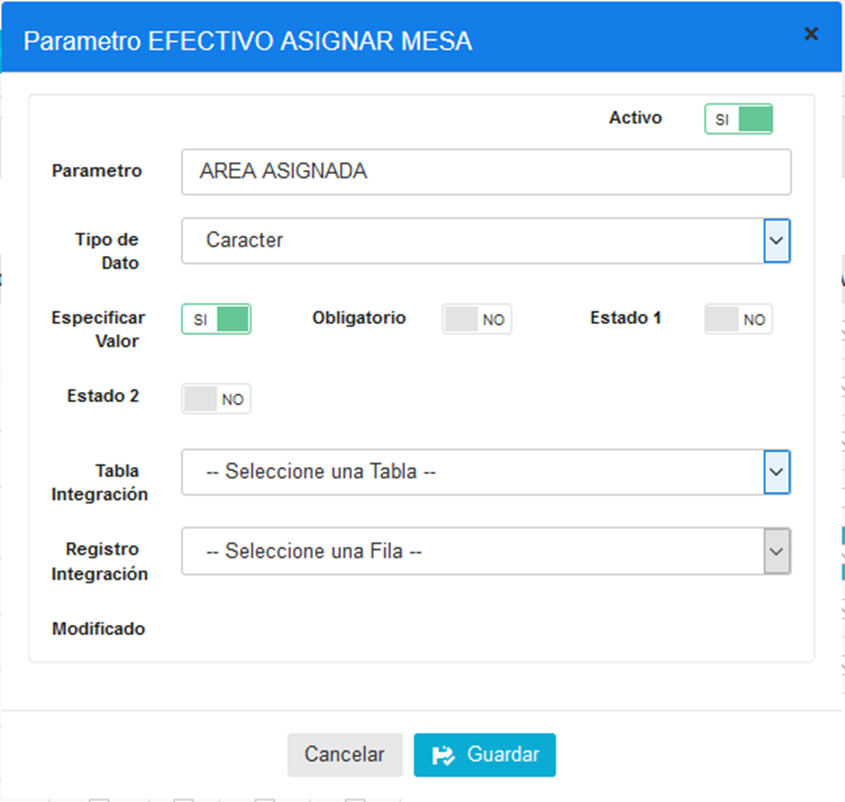 Parametro EFECTIVO ASIGNAR MESA
Activo SI
Parametro AREA ASIGNADA
Tipo de
Dato
Caracter
Especificar
Valor
SI
Obligatorio NO
Estado 1 NO
Estado 2 NO
Tabla
Integración
-- Seleccione una Tabla --
Registro
Integración
-- Seleccione una Fila --
Modificado
Cancelar
Guardar